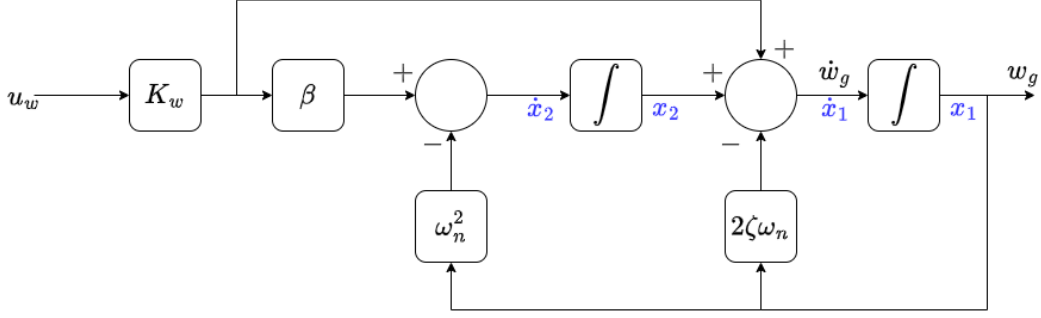 +
+ + ẇ_g w_g
u_w K_w β ∫ ∫
ẋ_2 x_2 ẋ_1 x_1
− −
ω_n^2 2ζω_n